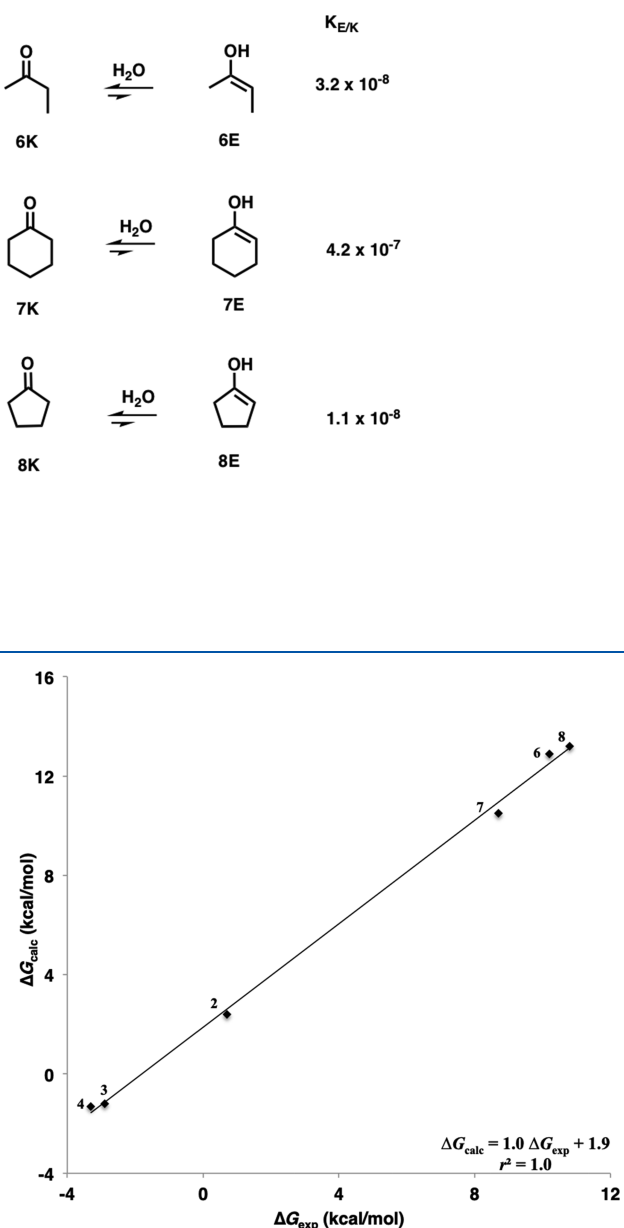 K_E/K
O
OH
H₂O
3.2 x 10⁻⁸
6K
6E
O
OH
H₂O
4.2 x 10⁻⁷
7K
7E
O
OH
H₂O
1.1 x 10⁻⁸
8K
8E
16
8
6
12
7
8
ΔG_calc (kcal/mol)
4
2
0
3
4
ΔG_calc = 1.0 ΔG_exp + 1.9
r² = 1.0
-4
-4 0 4 8 12
ΔG_exp (kcal/mol)